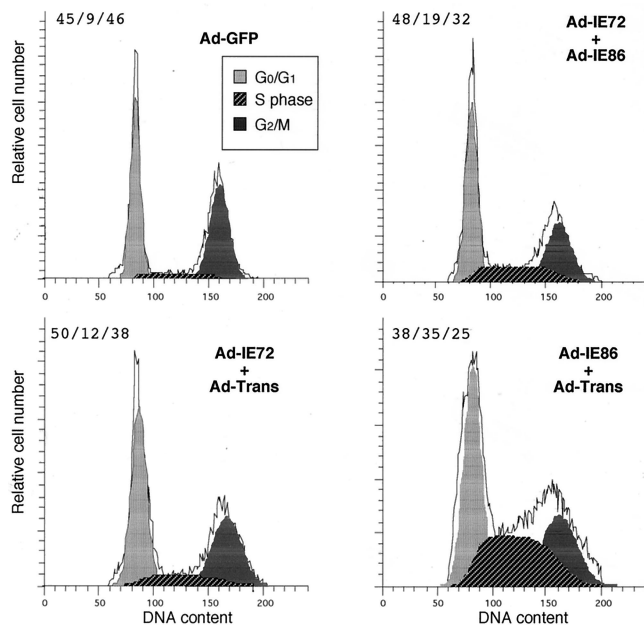 45/9/46
Ad-GFP
G0/G1
S phase
G2/M
Relative cell number
0 50 100 150 200
48/19/32
Ad-IE72
+
Ad-IE86
0 50 100 150 200
50/12/38
Ad-IE72
+
Ad-Trans
Relative cell number
0 50 100 150 200
DNA content
38/35/25
Ad-IE86
+
Ad-Trans
0 50 100 150 200
DNA content